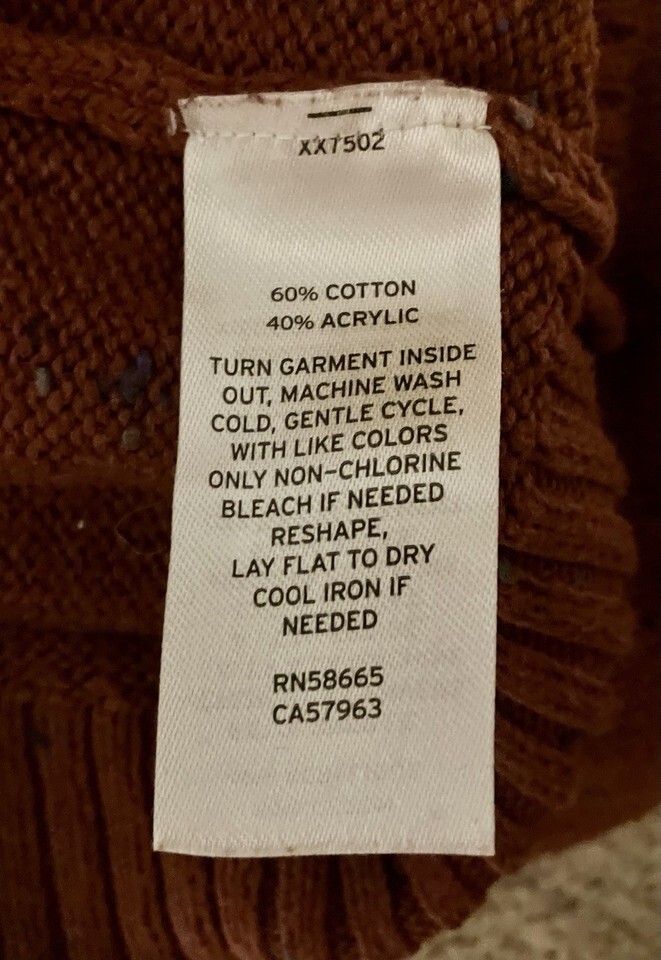 XX7502
60% COTTON
40% ACRYLIC
TURN GARMENT INSIDE
OUT, MACHINE WASH
COLD, GENTLE CYCLE,
WITH LIKE COLORS
ONLY NON-CHLORINE
BLEACH IF NEEDED
RESHAPE,
LAY FLAT TO DRY
COOL IRON IF
NEEDED
RN58665
CA57963